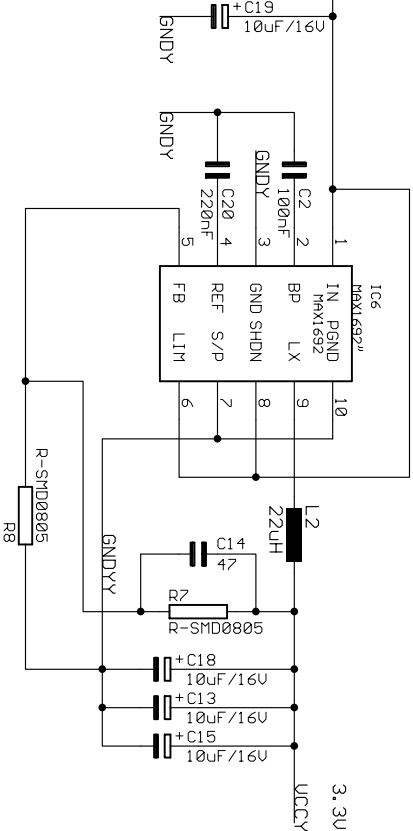 +C19
10uF/16V
GNDY
GNDY
GNDY
C20
220nF
C2
100nF
5
4
3
2
1
IC6
MAX1692"
MAX1692
IN PGND
BP LX
GND SHDN
REF S/P
FB LIM
6
7
8
9
10
L2
22uH
R-SMD0805
R8
GNDYY
C14
47
R7
R-SMD0805
+C18
10uF/16V
+C13
10uF/16V
+C15
10uF/16V
3.3V
VCCY